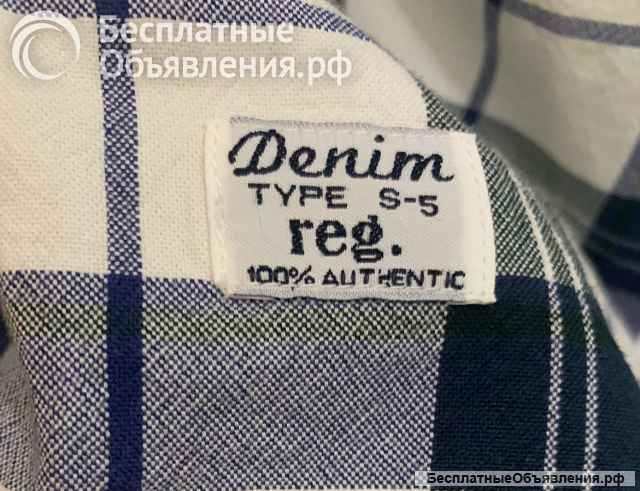 Бесплатные
Объявления.рф
Denim
TYPE S-5
reg.
100% AUTHENTIC
БесплатныеОбъявления.рф